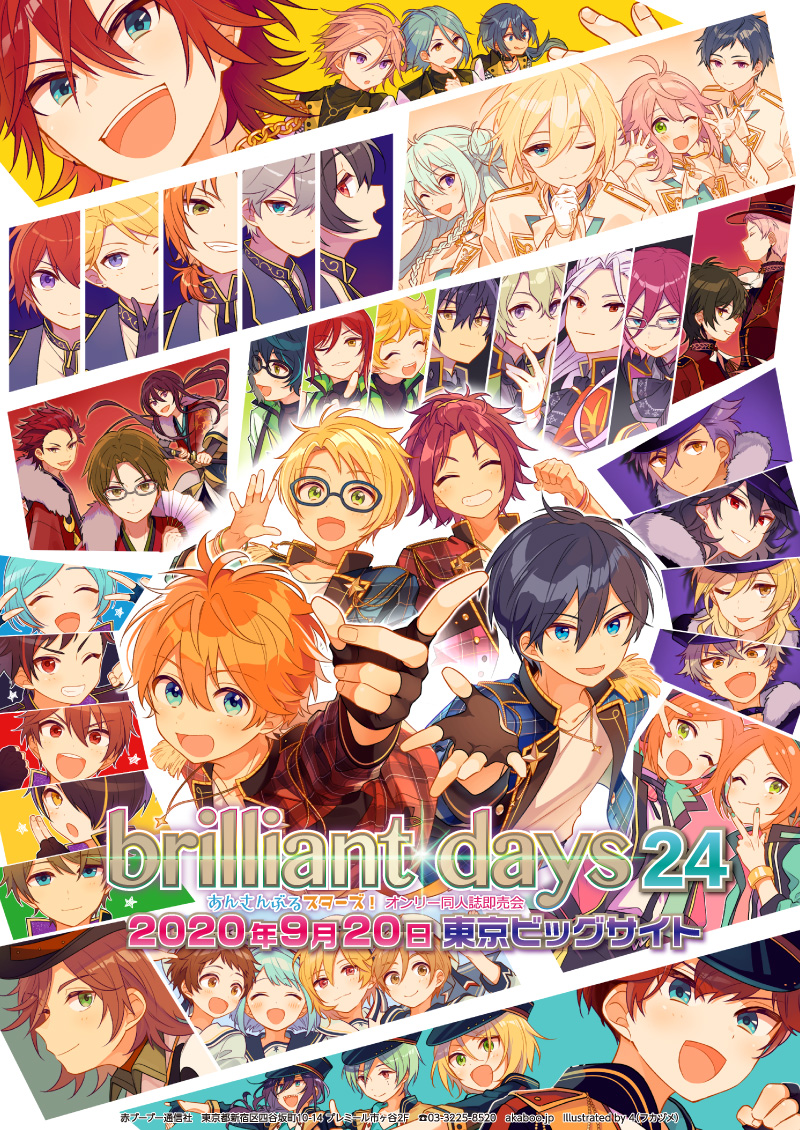 brilliant days 24
あんさんぶるスターズ！オンリー同人誌即売会
2020年9月20日 東京ビッグサイト
赤ブーブー通信社　東京都新宿区四谷坂町10-14 プレミール市ヶ谷2F　☎03-3225-8520　akaboo.jp　Illustrated by 4(フカヅメ)